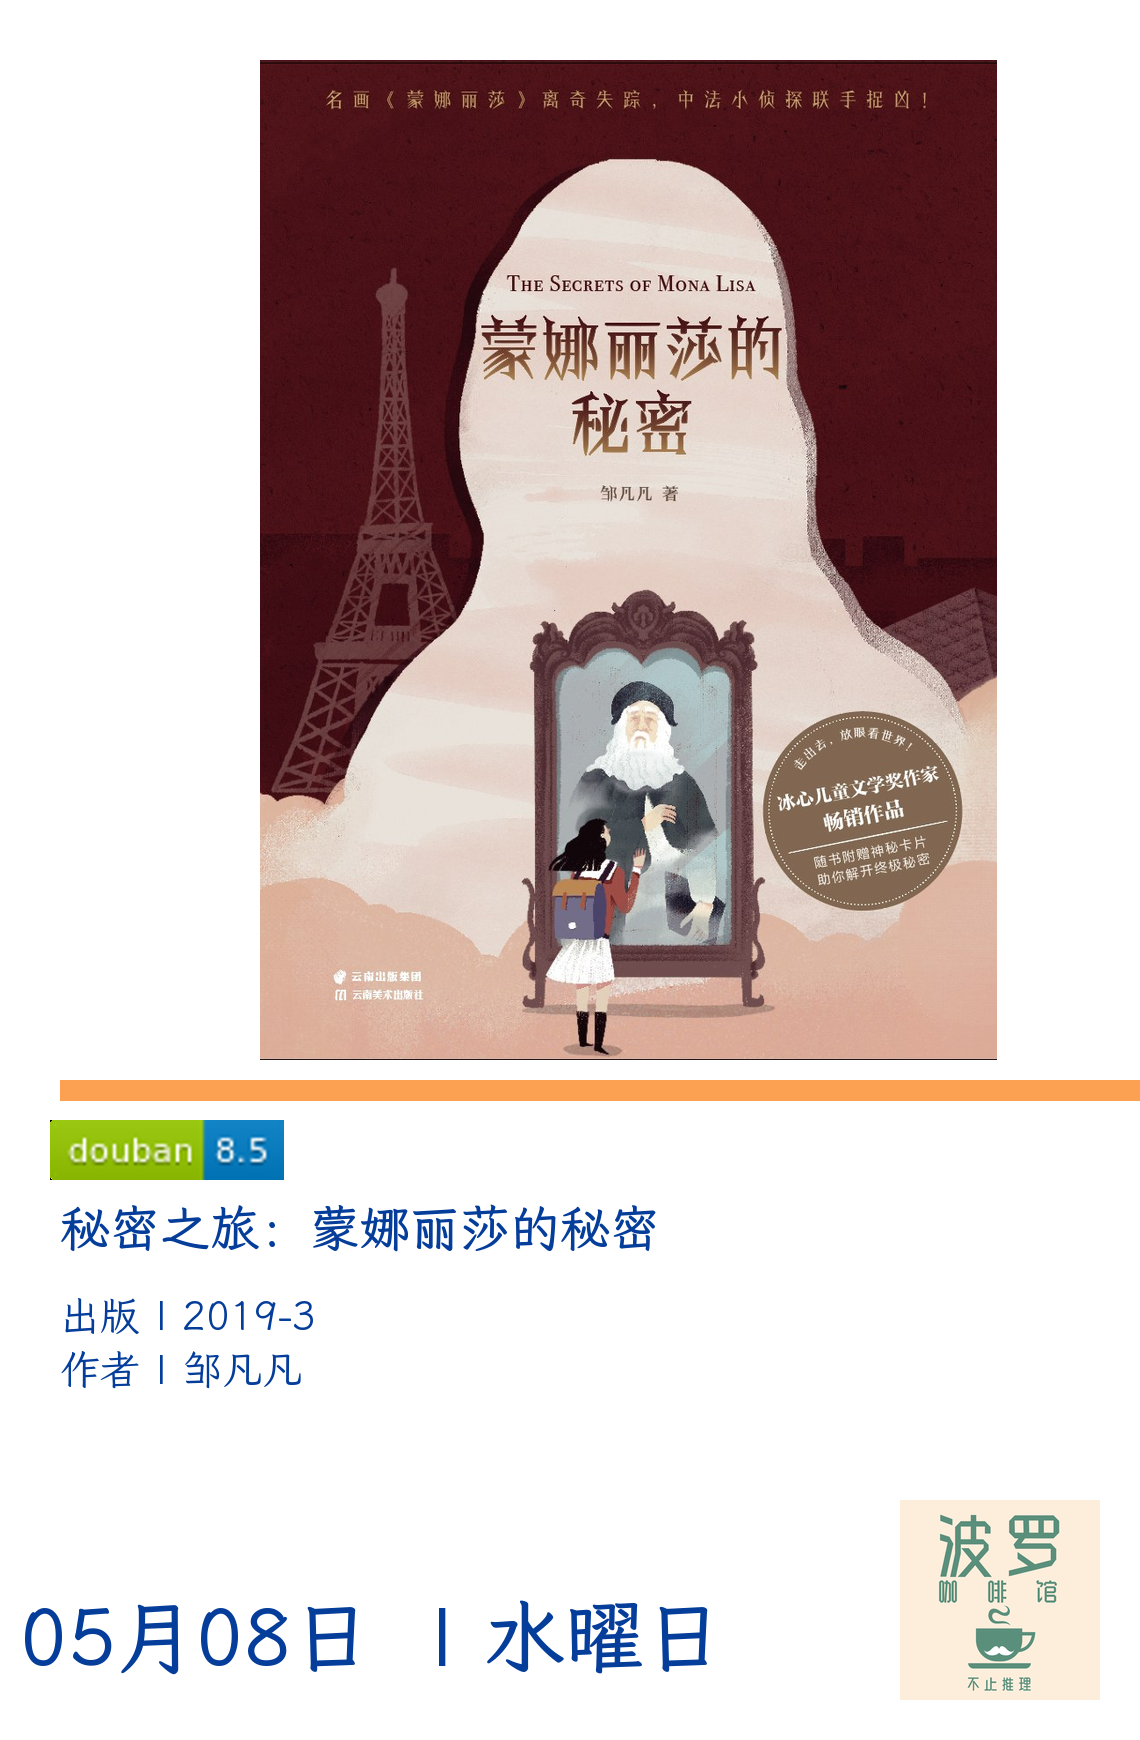 名画《蒙娜丽莎》离奇失踪，中法小侦探联手捉凶！
THE SECRETS OF MONA LISA
蒙娜丽莎的
秘密
邹凡凡 著
走出去，放眼看世界！
冰心儿童文学奖作家
畅销作品
随书附赠神秘卡片
助你解开终极秘密
云南出版集团
云南美术出版社
douban 8.5
秘密之旅：蒙娜丽莎的秘密
出版 | 2019-3
作者 | 邹凡凡
05月08日 | 水曜日
波罗
咖啡馆
不止推理